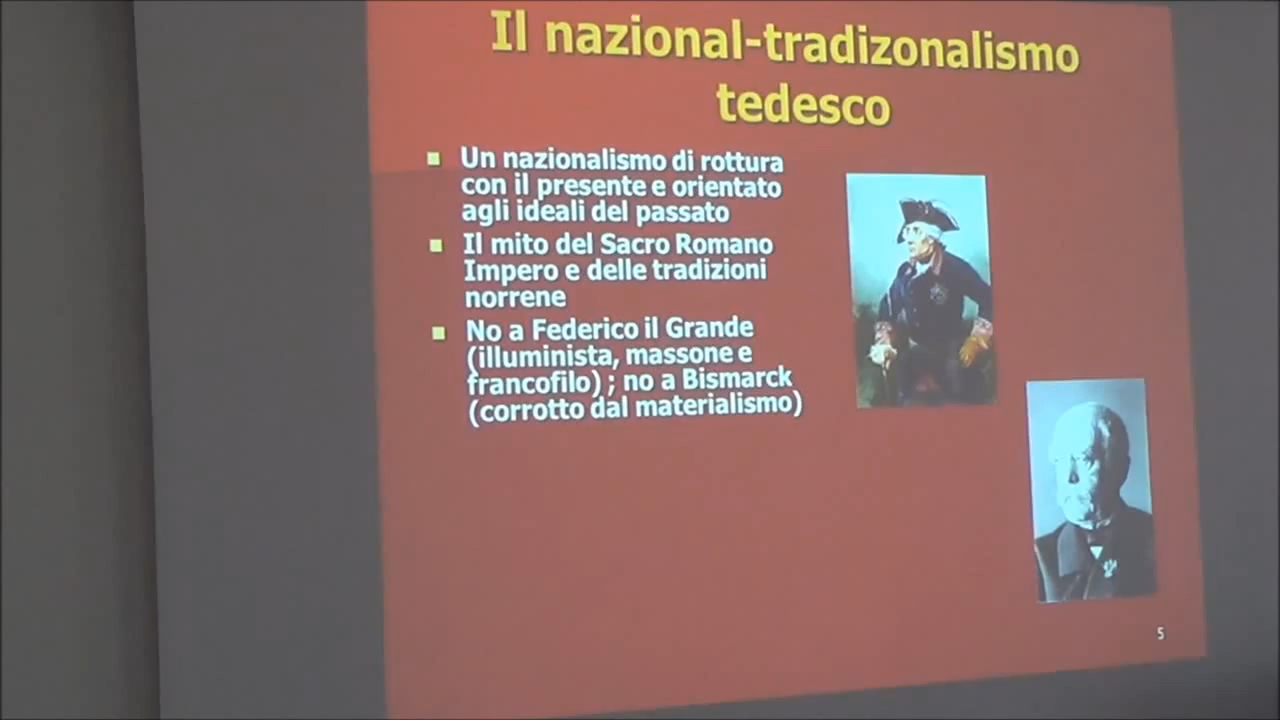 Il nazional-tradizonalismo
tedesco
Un nazionalismo di rottura
con il presente e orientato
agli ideali del passato
Il mito del Sacro Romano
Impero e delle tradizioni
norrene
No a Federico il Grande
(illuminista, massone e
francofilo) ; no a Bismarck
(corrotto dal materialismo)
5